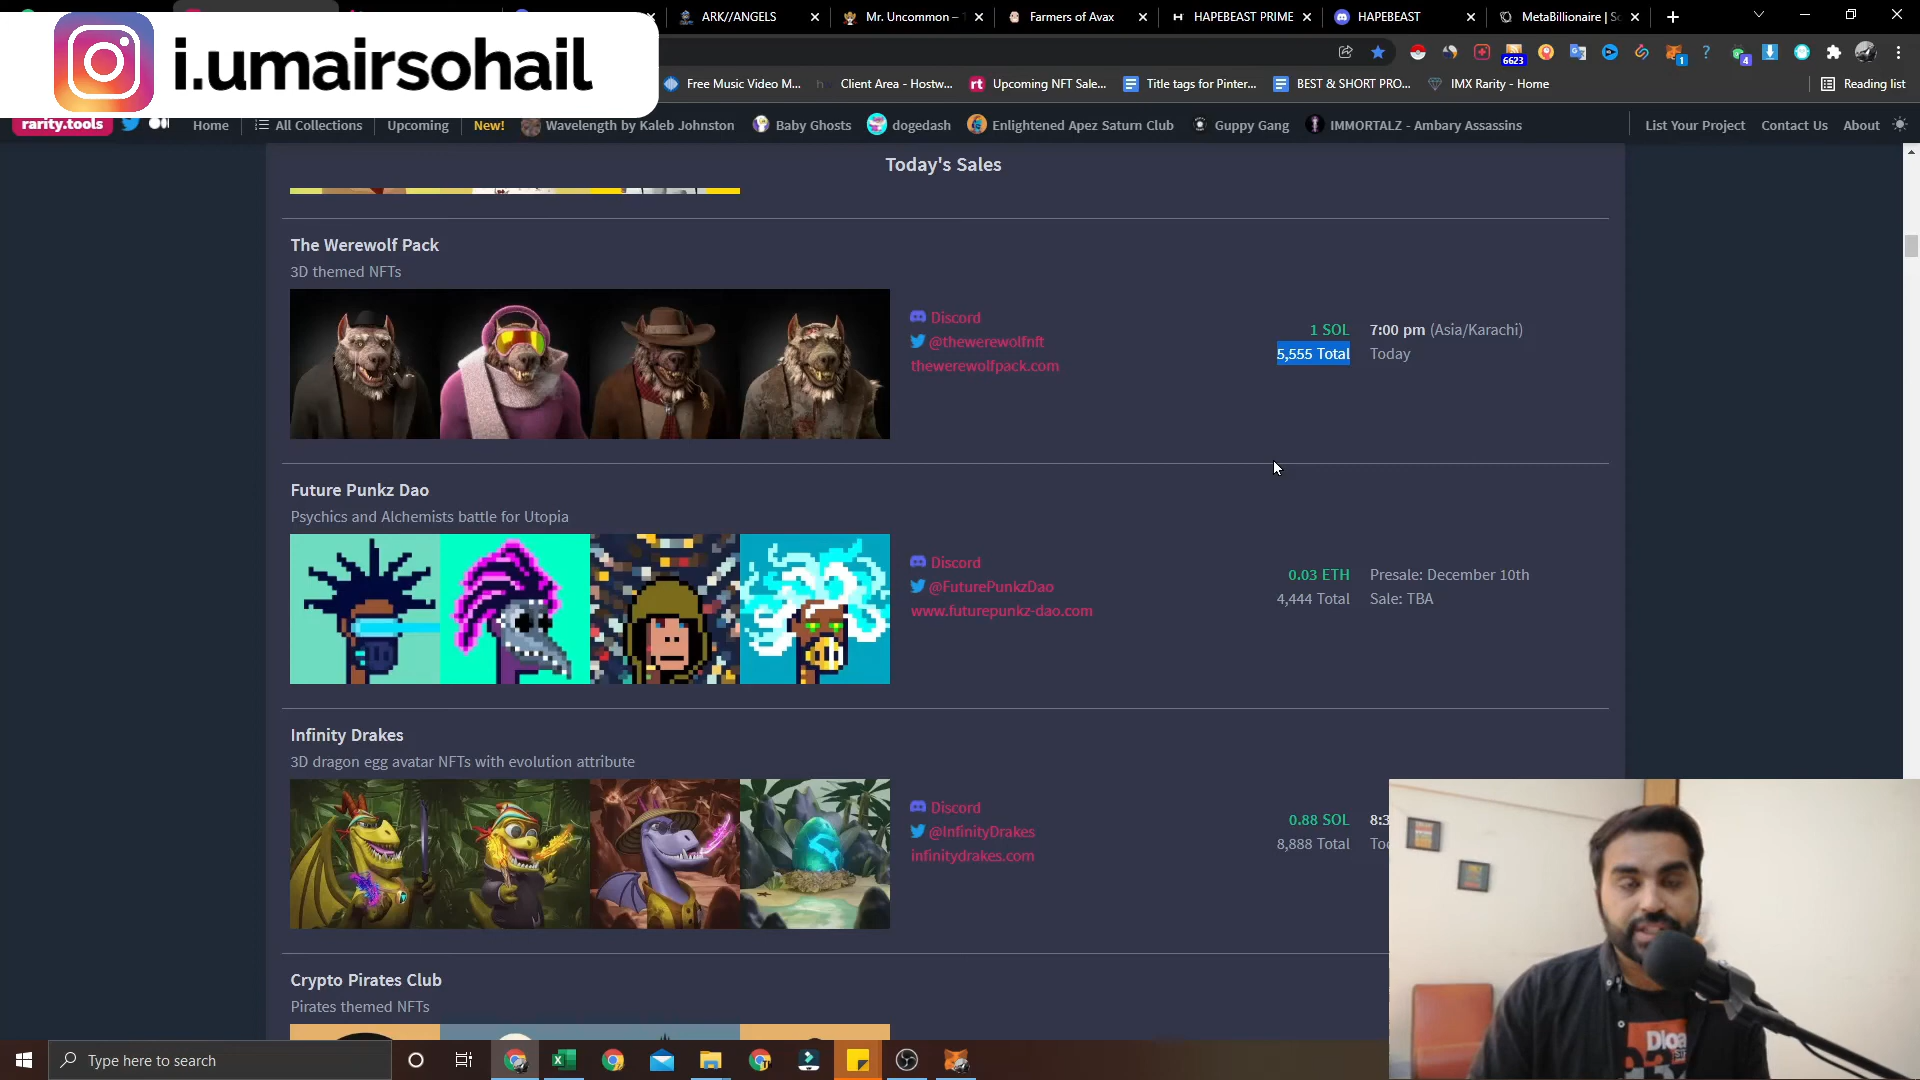 ARK//ANGELS
Mr. Uncommon –
Farmers of Avax
HAPEBEAST PRIME
HAPEBEAST
MetaBillionaire | S
i.umairsohail
6623
1
4
Free Music Video M...
Client Area - Hostw...
Upcoming NFT Sale...
Title tags for Pinter...
BEST & SHORT PRO...
IMX Rarity - Home
Reading list
rarity.tools
Home
All Collections
Upcoming
New!
Wavelength by Kaleb Johnston
Baby Ghosts
dogedash
Enlightened Apez Saturn Club
Guppy Gang
IMMORTALZ - Ambary Assassins
List Your Project
Contact Us
About
Today's Sales
The Werewolf Pack
3D themed NFTs
Discord
@thewerewolfnft
thewerewolfpack.com
1 SOL
5,555 Total
7:00 pm (Asia/Karachi)
Today
Future Punkz Dao
Psychics and Alchemists battle for Utopia
Discord
@FuturePunkzDao
www.futurepunkz-dao.com
0.03 ETH
4,444 Total
Presale: December 10th
Sale: TBA
Infinity Drakes
3D dragon egg avatar NFTs with evolution attribute
Discord
@InfinityDrakes
infinitydrakes.com
0.88 SOL
8,888 Total
8:3
Crypto Pirates Club
Pirates themed NFTs
Type here to search